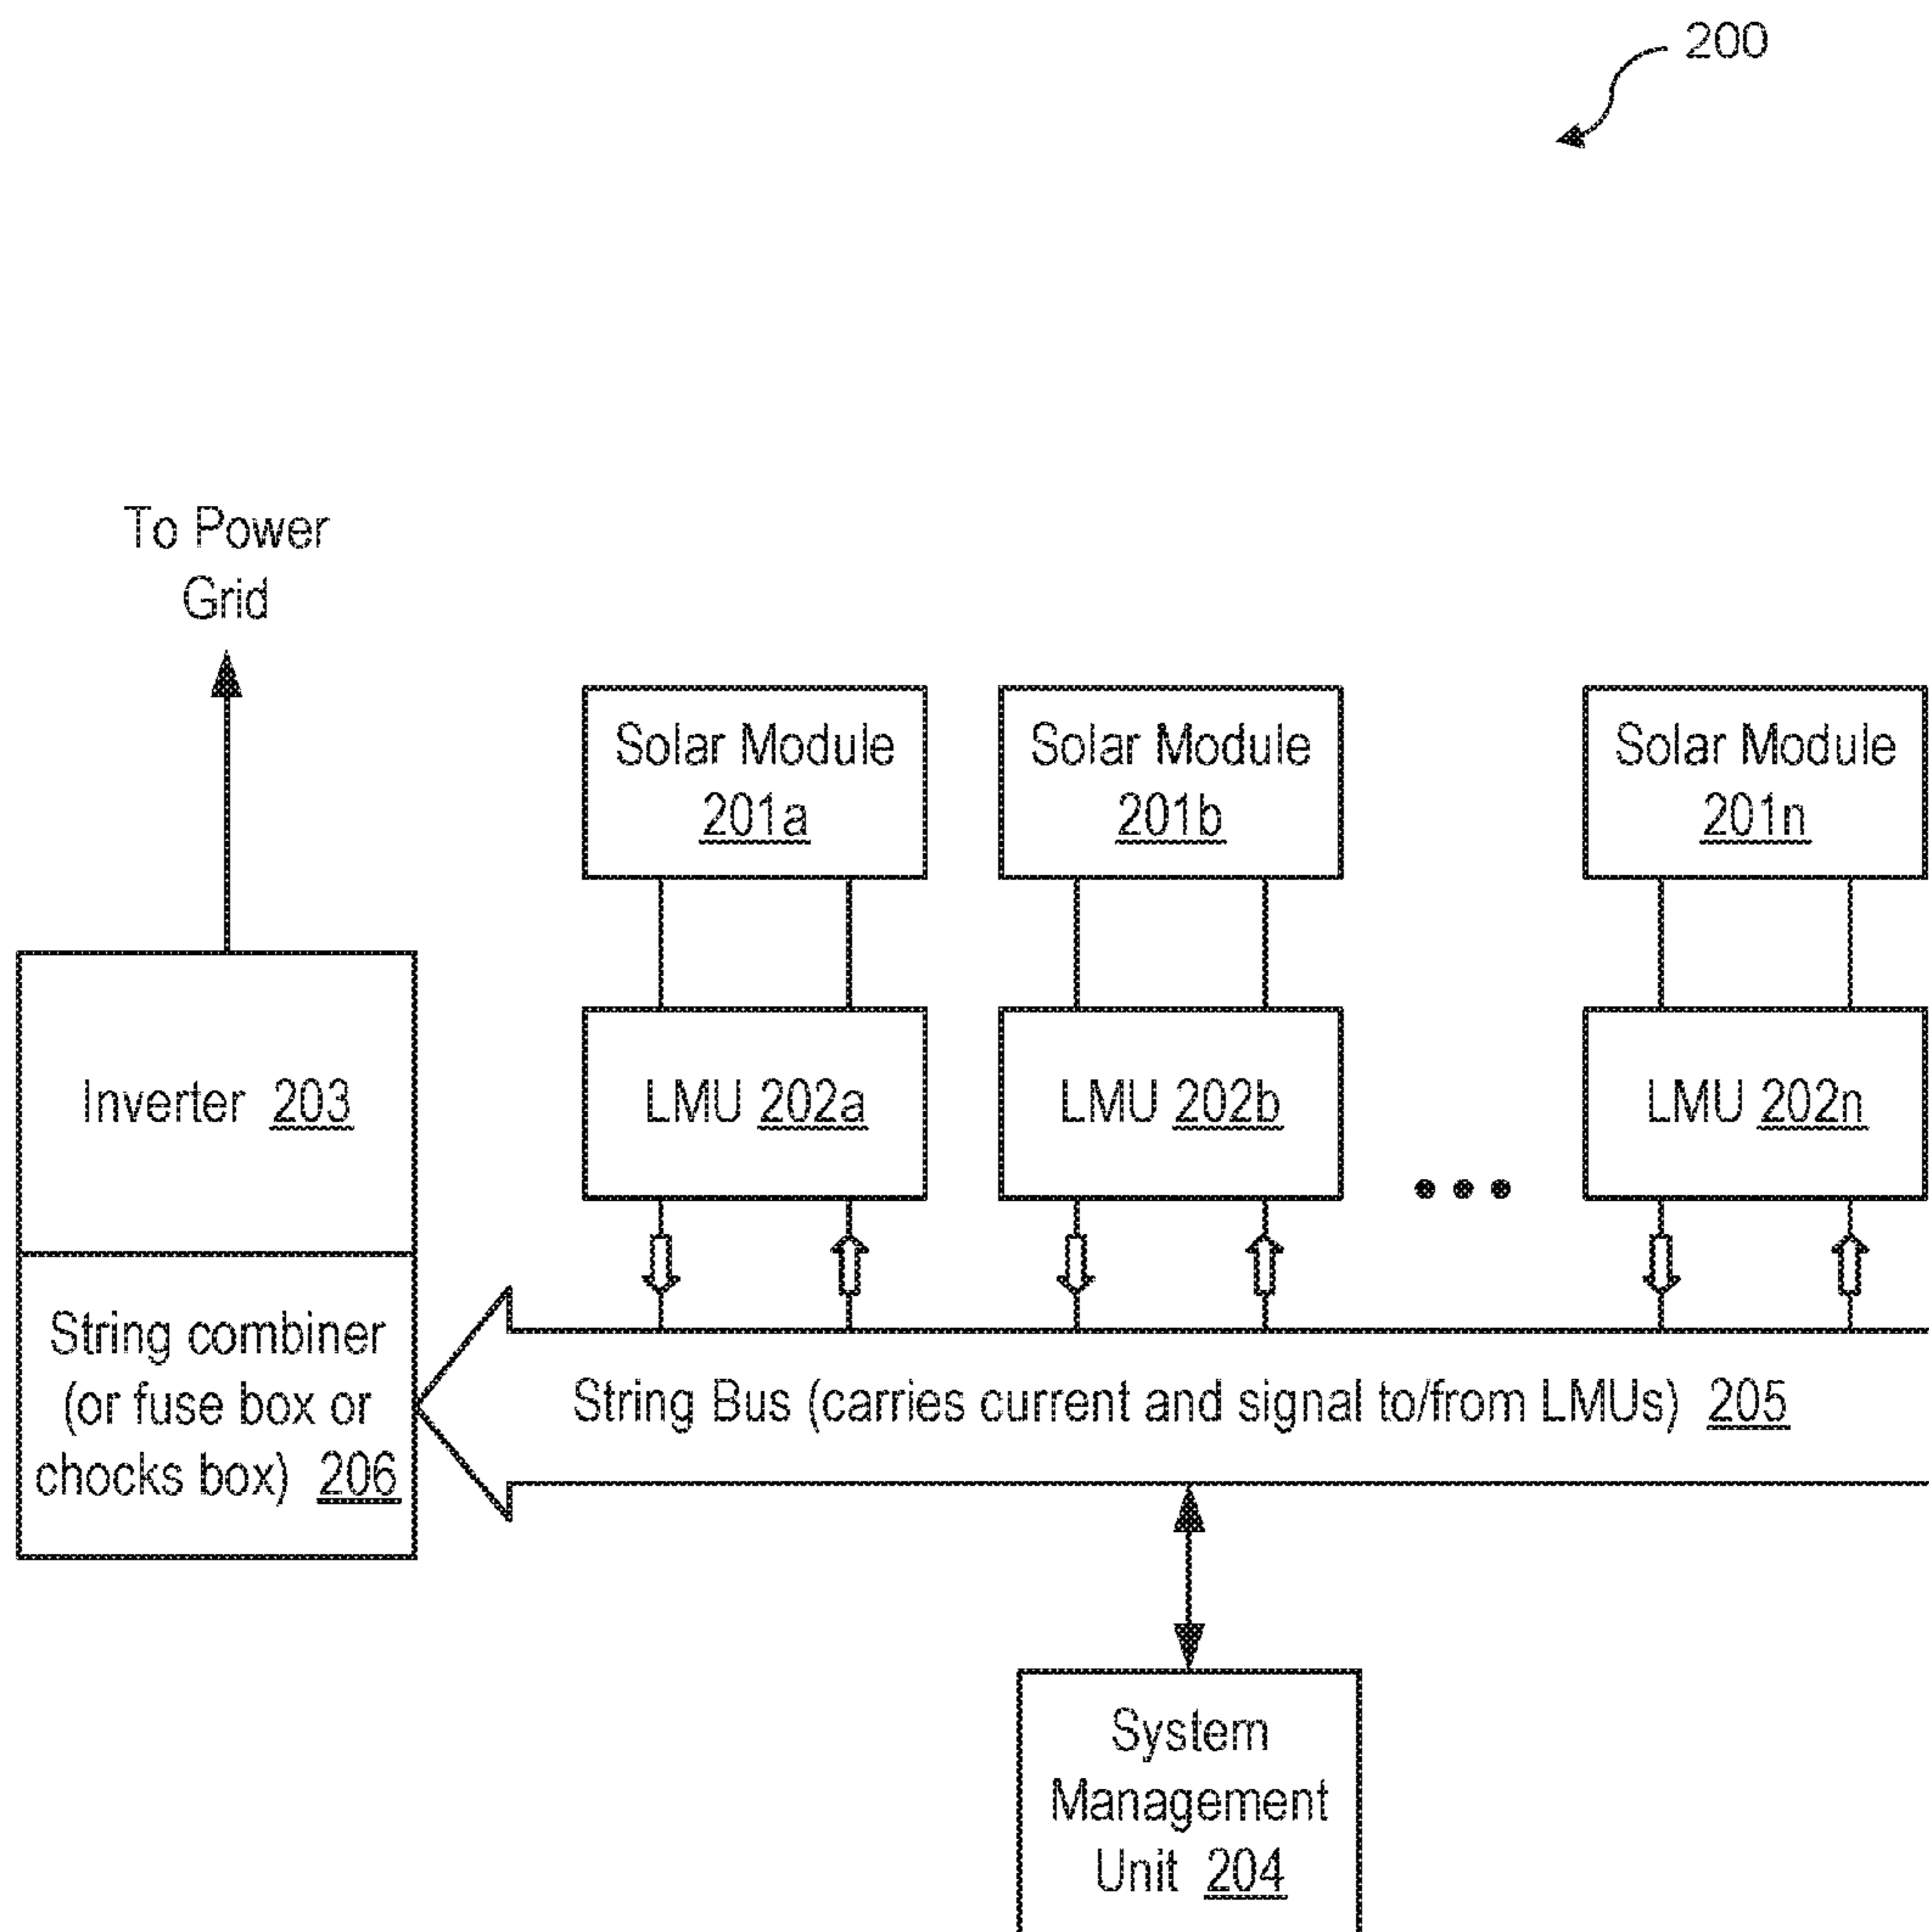 200
To Power
Grid
Solar Module
201a
Solar Module
201b
Solar Module
201n
Inverter 203
LMU 202a
LMU 202b
LMU 202n
String combiner
(or fuse box or
chocks box) 206
String Bus (carries current and signal to/from LMUs) 205
System
Management
Unit 204